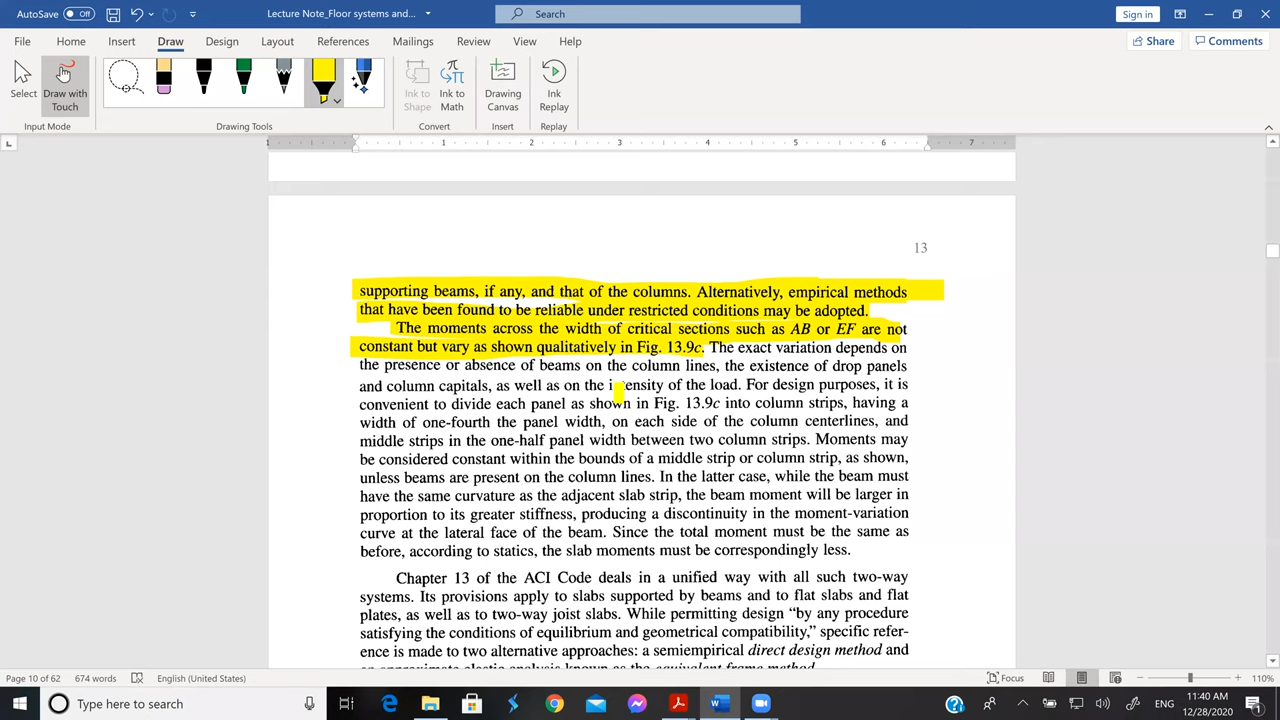 AutoSave Off Lecture Note_Floor systems and... Search Sign in
File Home Insert Draw Design Layout References Mailings Review View Help Share Comments
Select Draw with Touch Ink to Shape Ink to Math Drawing Canvas Ink Replay
Input Mode Drawing Tools Convert Insert Replay
1 1 2 3 4 5 6 7
13
supporting beams, if any, and that of the columns. Alternatively, empirical methods
that have been found to be reliable under restricted conditions may be adopted.
The moments across the width of critical sections such as AB or EF are not
constant but vary as shown qualitatively in Fig. 13.9c. The exact variation depends on
the presence or absence of beams on the column lines, the existence of drop panels
and column capitals, as well as on the intensity of the load. For design purposes, it is
convenient to divide each panel as shown in Fig. 13.9c into column strips, having a
width of one-fourth the panel width, on each side of the column centerlines, and
middle strips in the one-half panel width between two column strips. Moments may
be considered constant within the bounds of a middle strip or column strip, as shown,
unless beams are present on the column lines. In the latter case, while the beam must
have the same curvature as the adjacent slab strip, the beam moment will be larger in
proportion to its greater stiffness, producing a discontinuity in the moment-variation
curve at the lateral face of the beam. Since the total moment must be the same as
before, according to statics, the slab moments must be correspondingly less.
Chapter 13 of the ACI Code deals in a unified way with all such two-way
systems. Its provisions apply to slabs supported by beams and to flat slabs and flat
plates, as well as to two-way joist slabs. While permitting design “by any procedure
satisfying the conditions of equilibrium and geometrical compatibility,” specific refer-
ence is made to two alternative approaches: a semiempirical direct design method and
an approximate elastic analysis known as the equivalent frame method.
Page 10 of 62 674 words English (United States) Focus 110%
Type here to search ENG 11:40 AM 12/28/2020